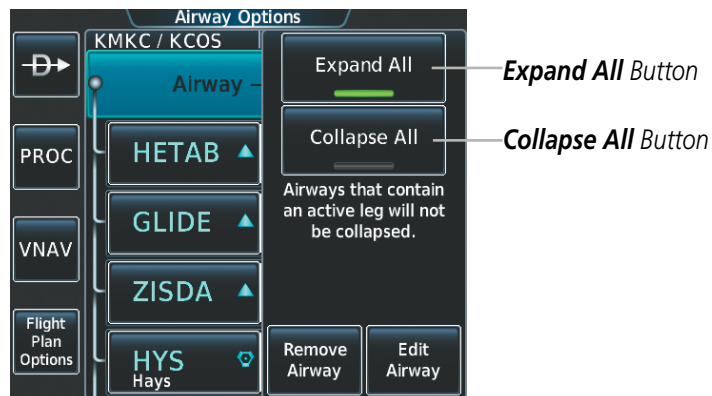 Airway Options
KMKC / KCOS
Airway –
Expand All
Expand All Button
Collapse All
Collapse All Button
PROC
HETAB
Airways that contain
an active leg will not
be collapsed.
GLIDE
VNAV
ZISDA
Flight
Plan
Options
HYS
Hays
Remove
Airway
Edit
Airway